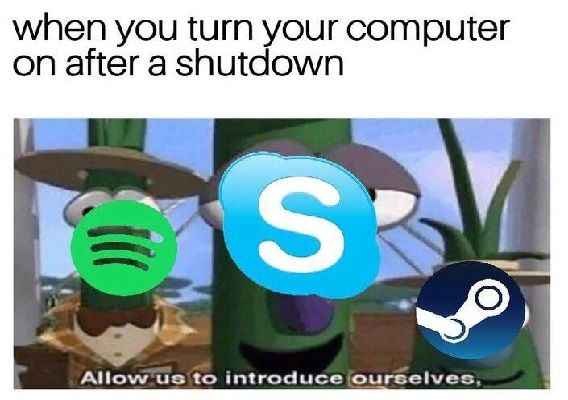 when you turn your computer
on after a shutdown
S
Allow us to introduce ourselves,